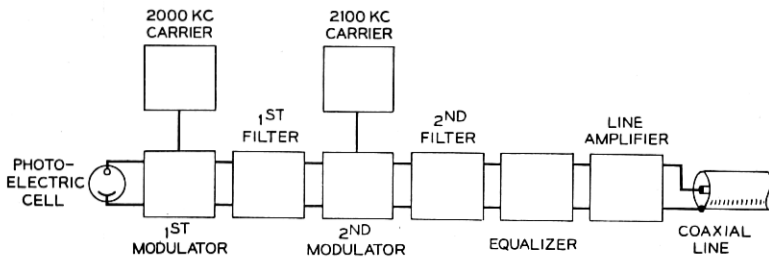 2000 KC
CARRIER
2100 KC
CARRIER
1ST
FILTER
2ND
FILTER
LINE
AMPLIFIER
PHOTO-
ELECTRIC
CELL
1ST
MODULATOR
2ND
MODULATOR
EQUALIZER
COAXIAL
LINE